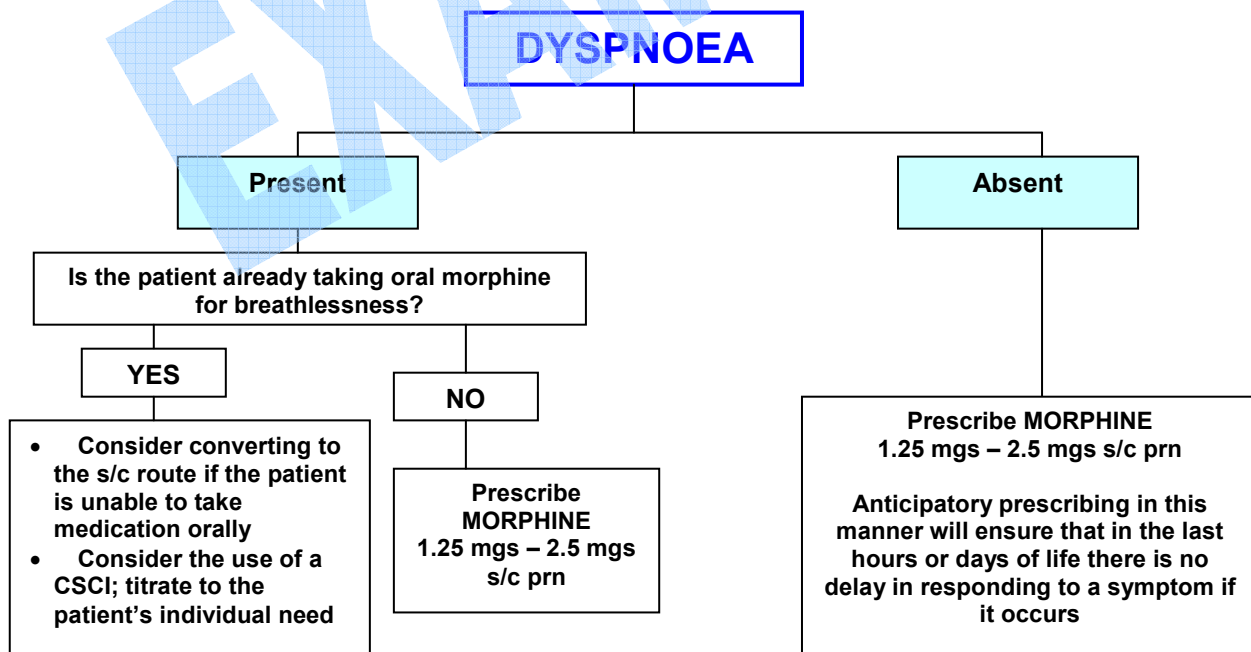 DYSPNOEA
Present
Absent
Is the patient already taking oral morphine
for breathlessness?
YES
NO
• Consider converting to
the s/c route if the patient
is unable to take
medication orally
• Consider the use of a
CSCI; titrate to the
patient's individual need
Prescribe
MORPHINE
1.25 mgs – 2.5 mgs
s/c prn
Prescribe MORPHINE
1.25 mgs – 2.5 mgs s/c prn
Anticipatory prescribing in this
manner will ensure that in the last
hours or days of life there is no
delay in responding to a symptom if
it occurs